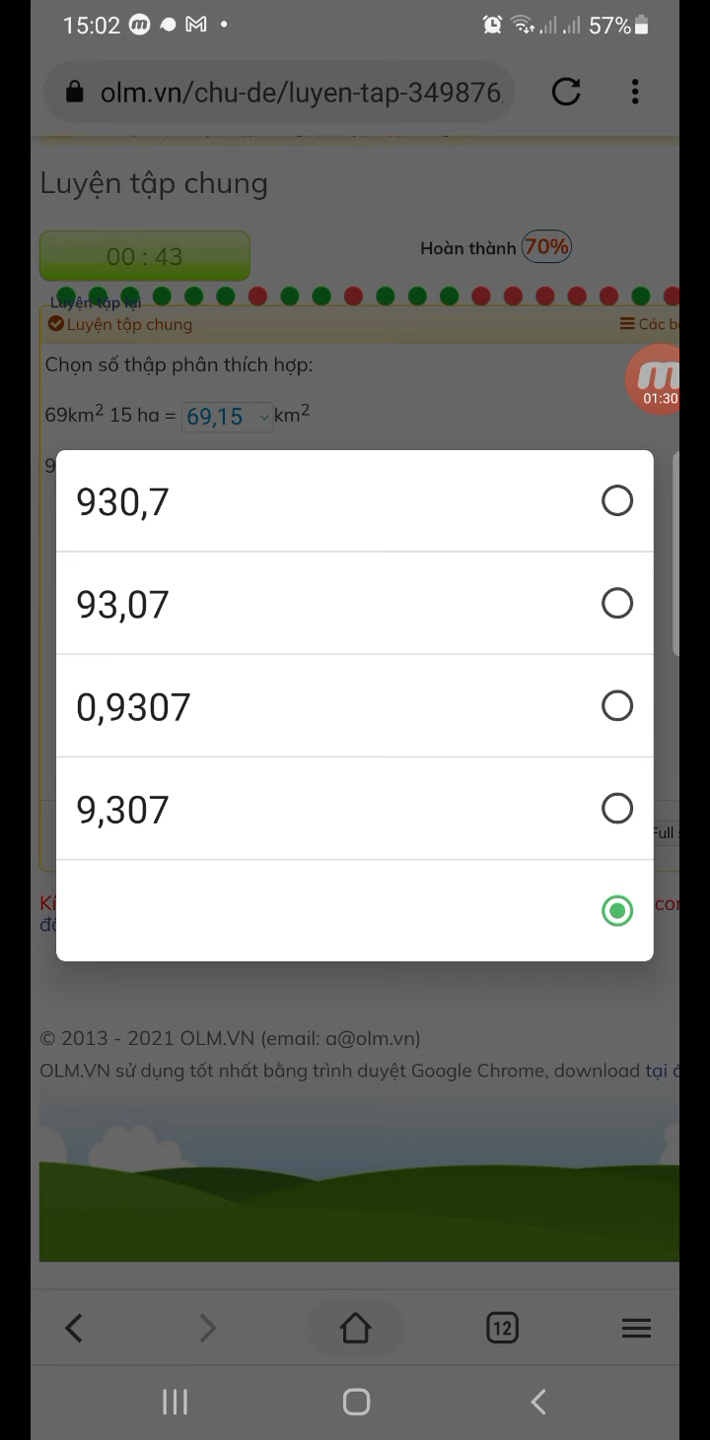 15:02 57%
olm.vn/chu-de/luyen-tap-349876
Luyện tập chung
00 : 43
Hoàn thành 70%
Luyện tập lại
Luyện tập chung
Chọn số thập phân thích hợp:
69km² 15 ha = 69,15 km²
01:30
9
930,7
93,07
0,9307
9,307
Full
© 2013 - 2021 OLM.VN (email: a@olm.vn)
OLM.VN sử dụng tốt nhất bằng trình duyệt Google Chrome, download tại
12